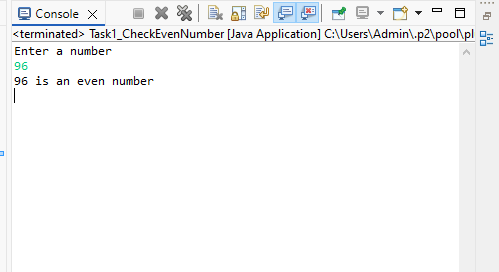 Console
<terminated> Task1_CheckEvenNumber [Java Application] C:\Users\Admin\.p2\pool\pl
Enter a number
96
96 is an even number